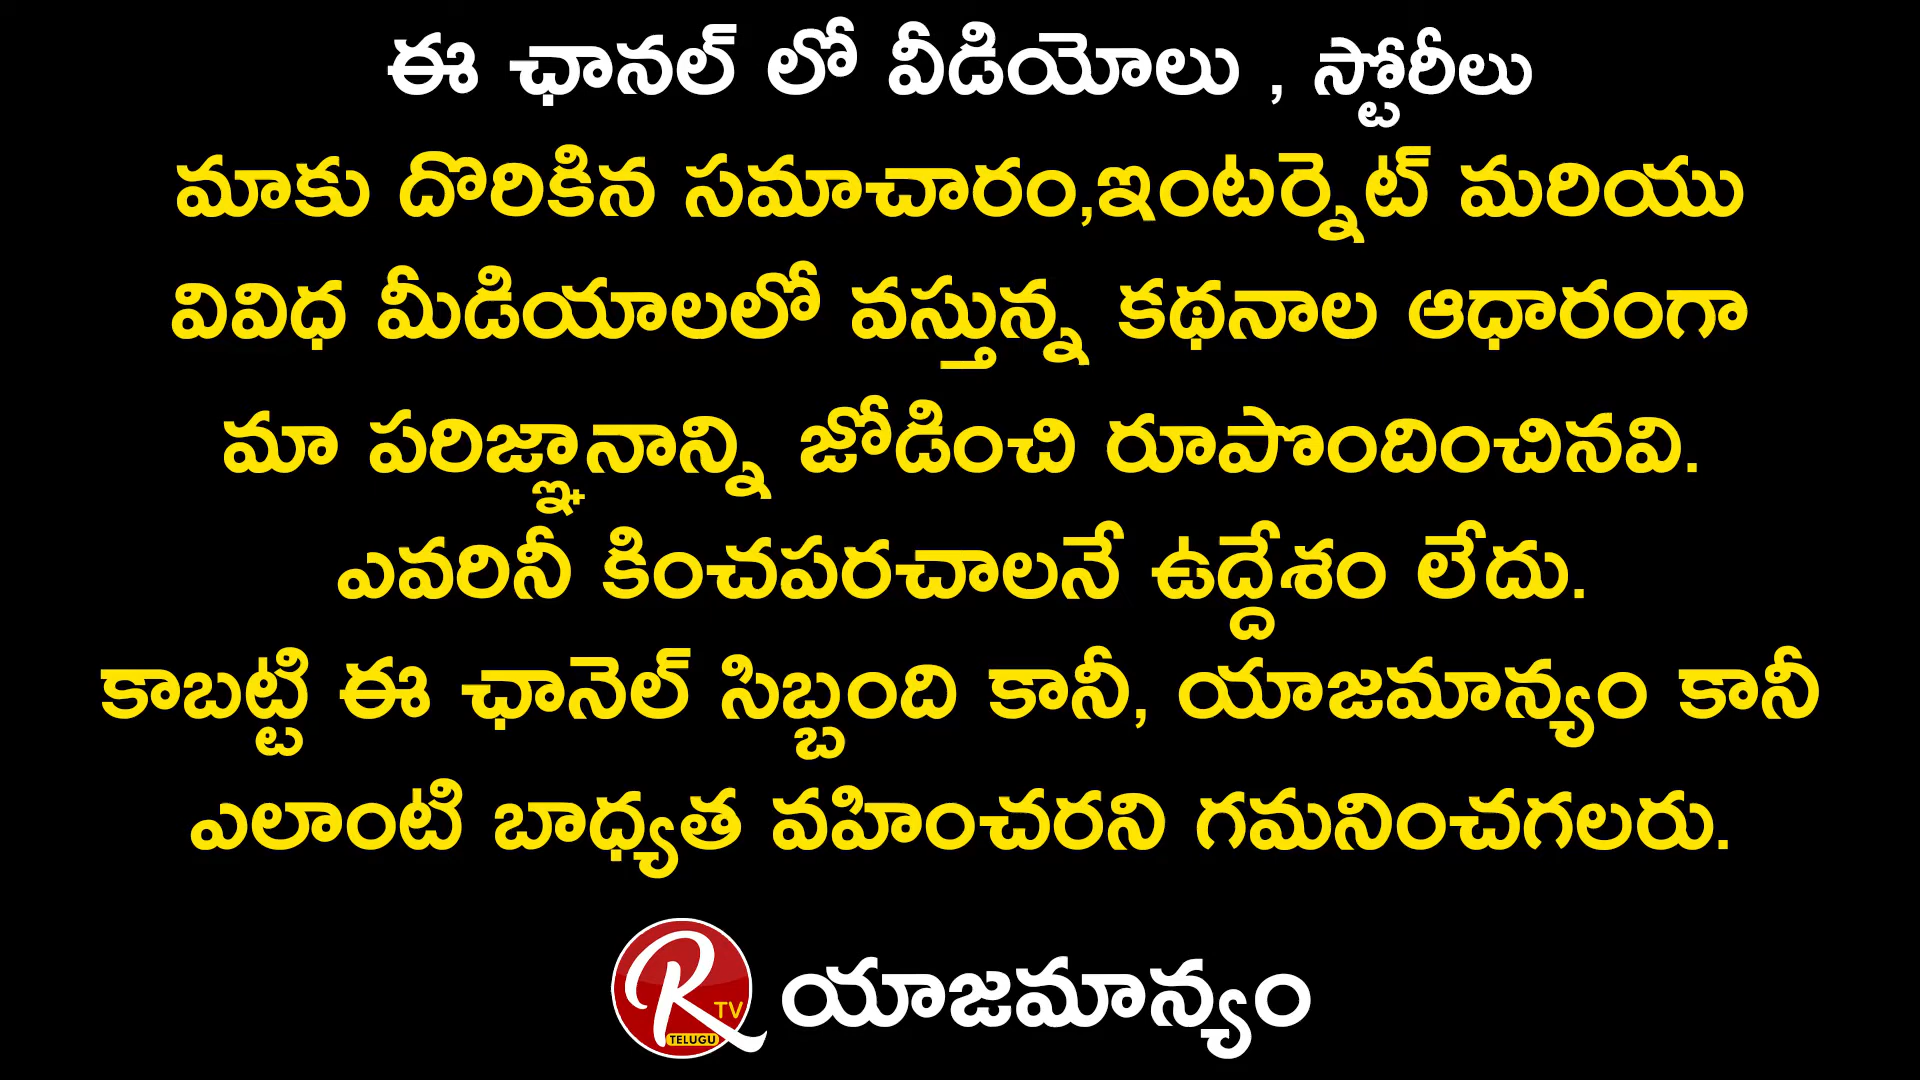 ఈ ఛానల్ లో వీడియోలు , స్టోరీలు
మాకు దొరికిన సమాచారం,ఇంటర్నెట్ మరియు
వివిధ మీడియాలలో వస్తున్న కథనాల ఆధారంగా
మా పరిజ్ఞానాన్ని జోడించి రూపొందించినవి.
ఎవరినీ కించపరచాలనే ఉద్దేశం లేదు.
కాబట్టి ఈ ఛానెల్ సిబ్బంది కానీ, యాజమాన్యం కానీ
ఎలాంటి బాధ్యత వహించరని గమనించగలరు.
R TV TELUGU యాజమాన్యం